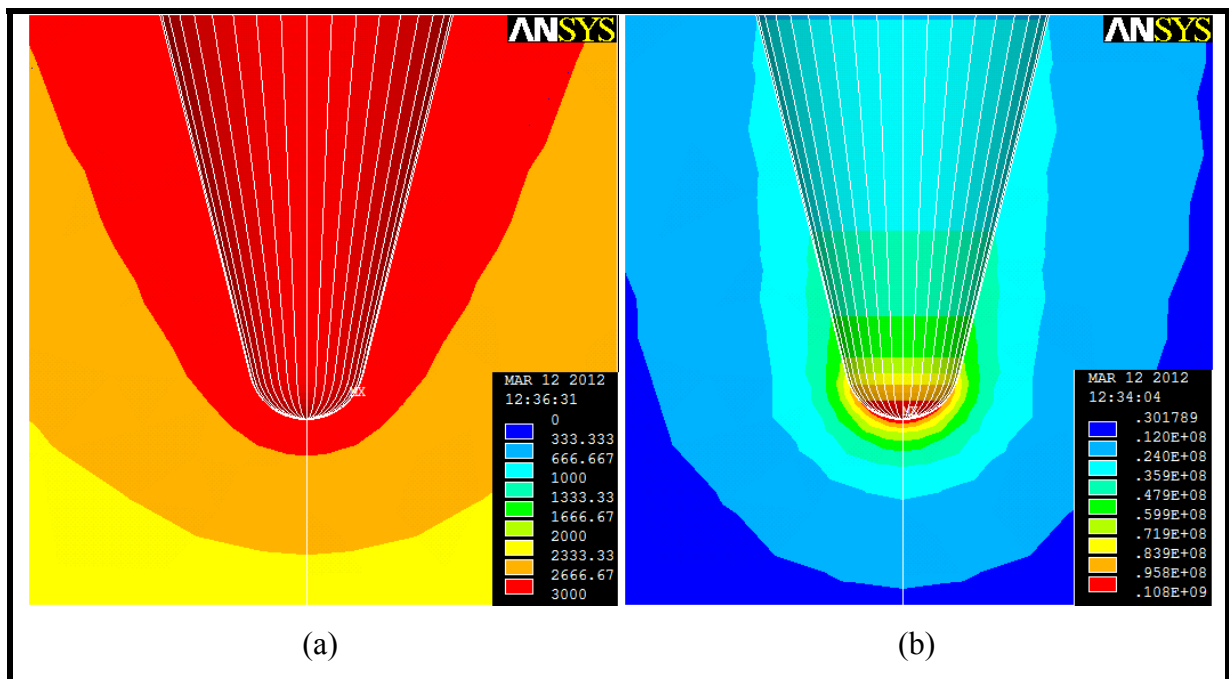 ANSYS
MX
MAR 12 2012
12:36:31
0
333.333
666.667
1000
1333.33
1666.67
2000
2333.33
2666.67
3000
(a)
ANSYS
MX
MAR 12 2012
12:34:04
.301789
.120E+08
.240E+08
.359E+08
.479E+08
.599E+08
.719E+08
.839E+08
.958E+08
.108E+09
(b)